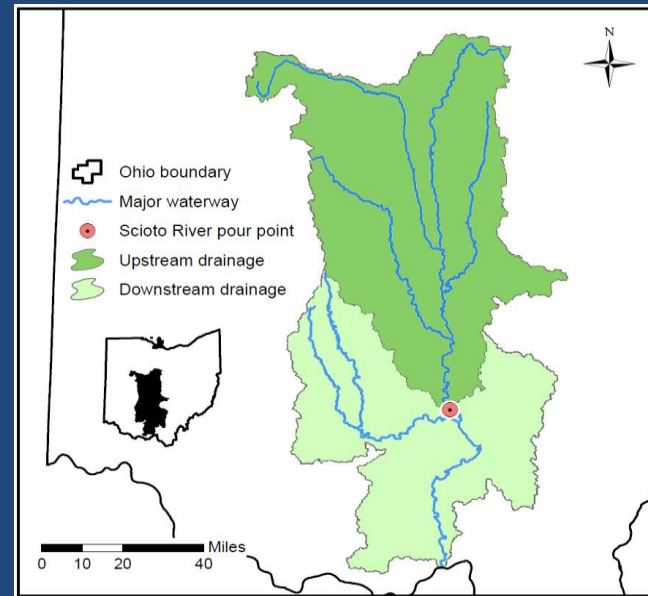 N
Ohio boundary
Major waterway
Scioto River pour point
Upstream drainage
Downstream drainage
Miles
0 10 20 40